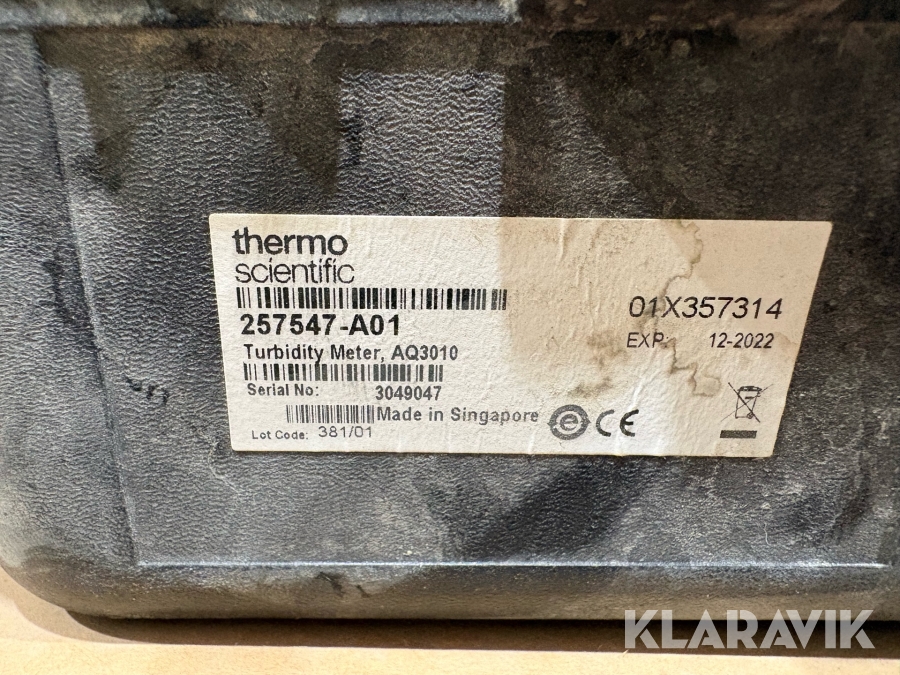 thermo
scientific
257547-A01
Turbidity Meter, AQ3010
Serial No: 3049047
Made in Singapore
Lot Code: 381/01
01X357314
EXP: 12-2022
e CE
KLARAVIK